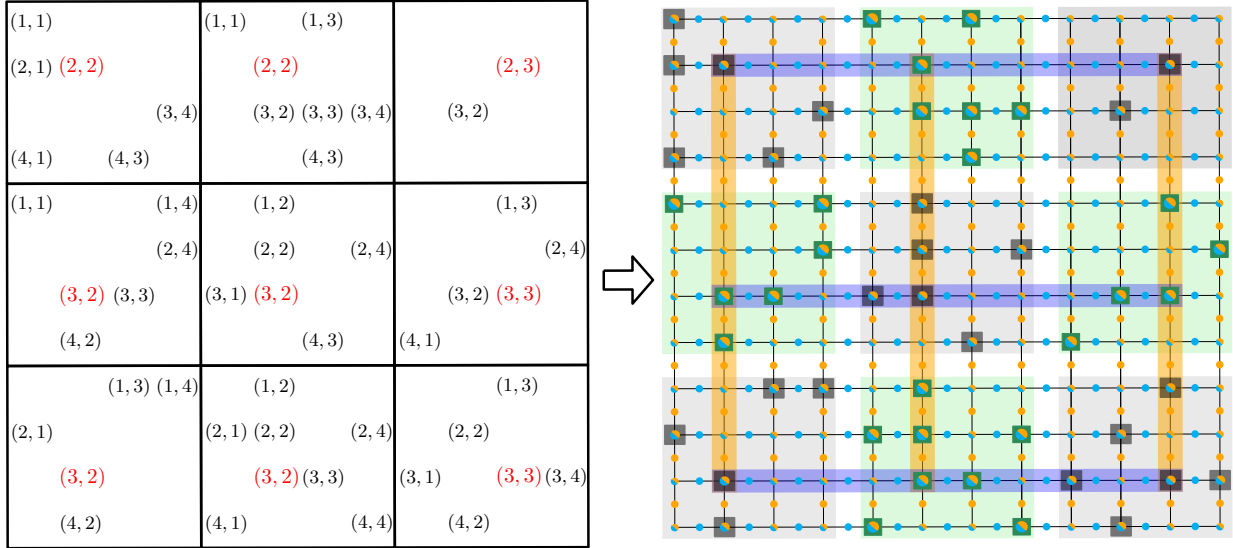 (1, 1) (1, 1) (1, 3)
(2, 1) (2, 2) (2, 2) (2, 3)
(3, 4) (3, 2) (3, 3) (3, 4) (3, 2)
(4, 1) (4, 3) (4, 3)
(1, 1) (1, 4) (1, 2) (1, 3)
(2, 4) (2, 2) (2, 4) (2, 4)
(3, 2) (3, 3) (3, 1) (3, 2) (3, 2) (3, 3)
(4, 2) (4, 3) (4, 1)
(1, 3) (1, 4) (1, 2) (1, 3)
(2, 1) (2, 1) (2, 2) (2, 4) (2, 2)
(3, 2) (3, 2) (3, 3) (3, 1) (3, 3) (3, 4)
(4, 2) (4, 1) (4, 4) (4, 2)